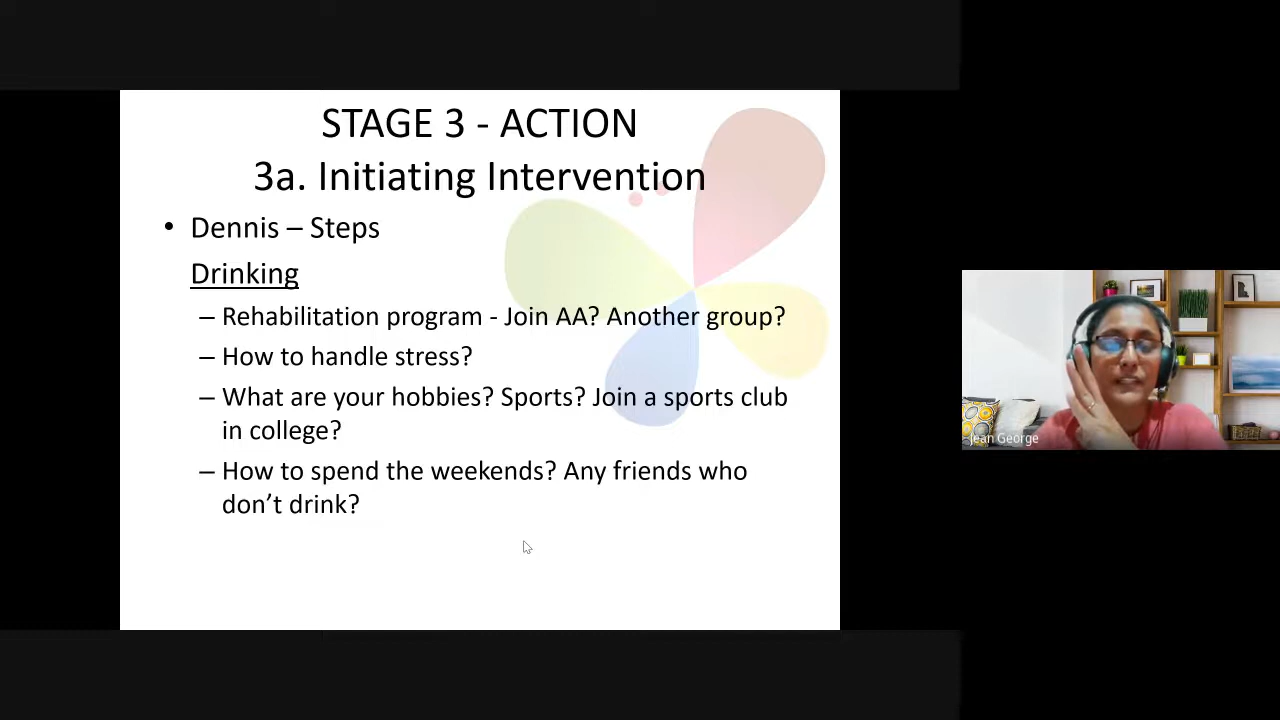 STAGE 3 - ACTION
3a. Initiating Intervention
• Dennis – Steps
Drinking
– Rehabilitation program - Join AA? Another group?
– How to handle stress?
– What are your hobbies? Sports? Join a sports club
in college?
– How to spend the weekends? Any friends who
don’t drink?
Jean George